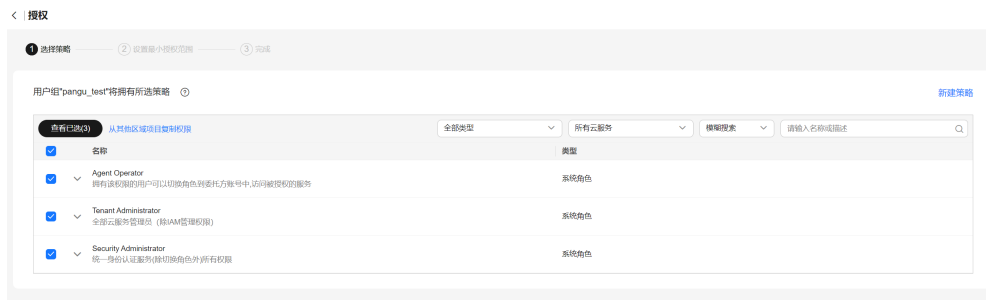 授权
1 选择策略 2 设置最小授权范围 3 完成
用户组"pangu_test"将拥有所选策略
新建策略
查看已选(3) 从其他区域项目复制权限 全部类型 所有云服务 模糊搜索 请输入名称或描述
名称 类型
Agent Operator
拥有该权限的用户可以切换角色到委托方账号中,访问被授权的服务
系统角色
Tenant Administrator
全部云服务管理员（除IAM管理权限）
系统角色
Security Administrator
统一身份认证服务(除切换角色外)所有权限
系统角色